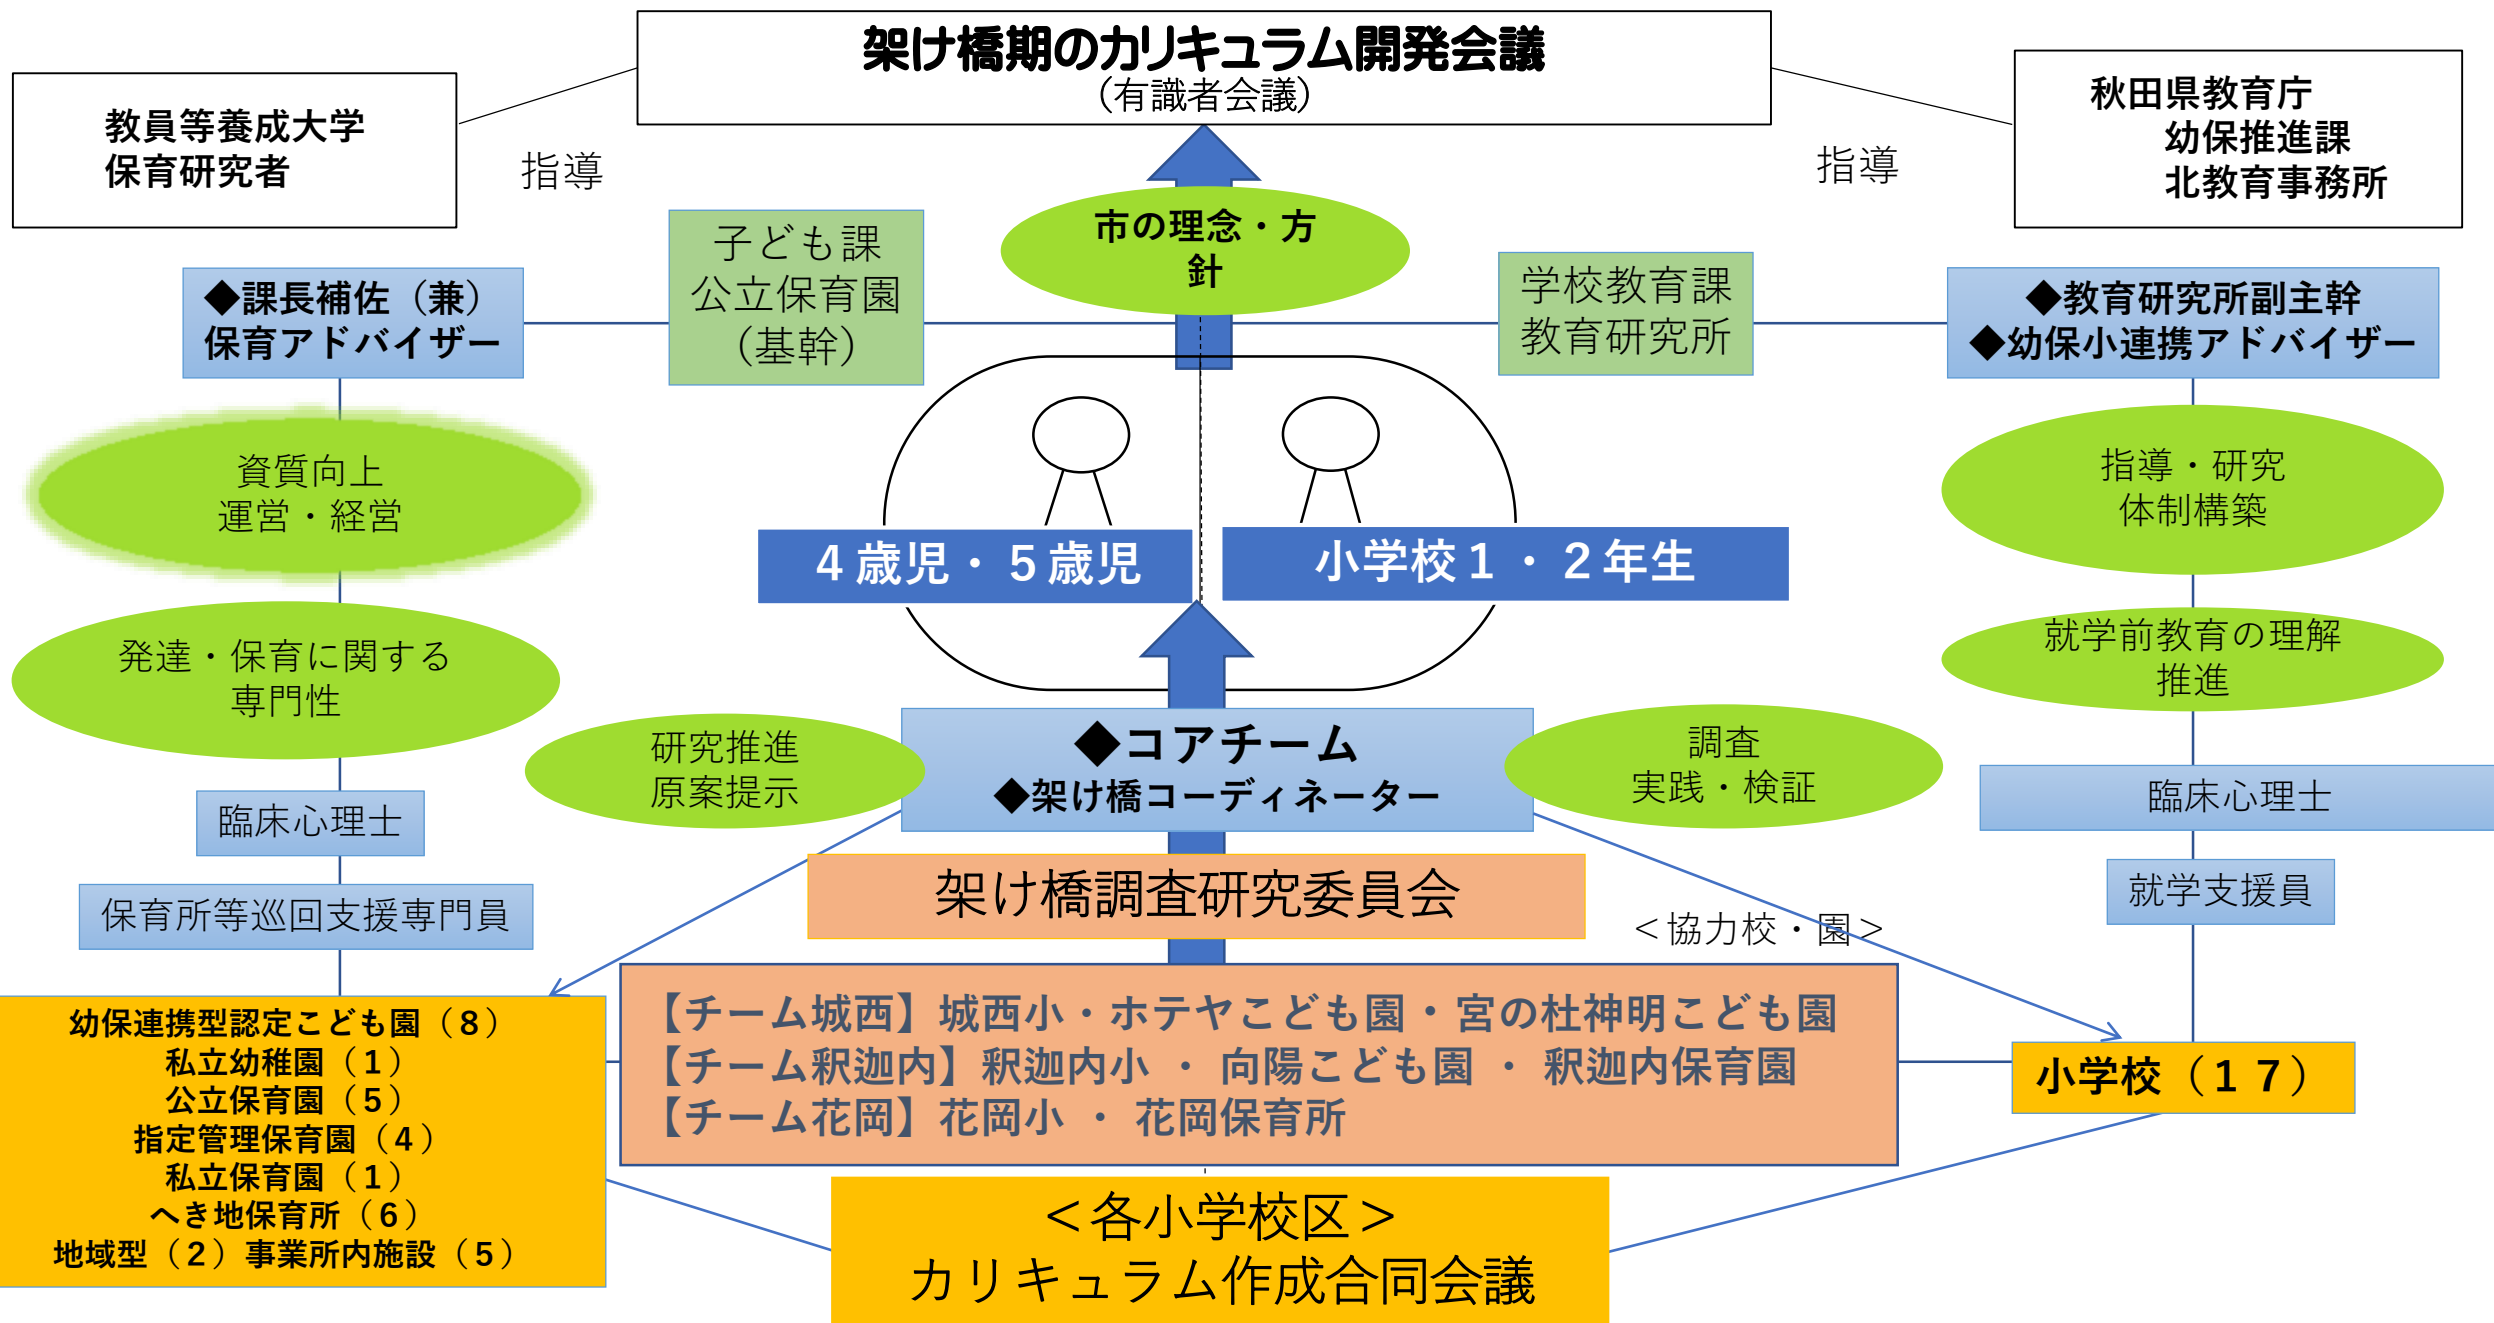 架け橋期のカリキュラム開発会議
（有識者会議）
教員等養成大学
保育研究者
指導
秋田県教育庁
幼保推進課
北教育事務所
指導
市の理念・方
針
子ども課
公立保育園
（基幹）
学校教育課
教育研究所
◆課長補佐（兼）
保育アドバイザー
◆教育研究所副主幹
◆幼保小連携アドバイザー
資質向上
運営・経営
指導・研究
体制構築
４歳児・５歳児
小学校１・２年生
発達・保育に関する
専門性
就学前教育の理解
推進
研究推進
原案提示
◆コアチーム
◆架け橋コーディネーター
調査
実践・検証
臨床心理士
臨床心理士
保育所等巡回支援専門員
就学支援員
架け橋調査研究委員会
＜協力校・園＞
【チーム城西】城西小・ホテヤこども園・宮の杜神明こども園
【チーム釈迦内】釈迦内小 ・ 向陽こども園 ・ 釈迦内保育園
【チーム花岡】花岡小 ・ 花岡保育所
幼保連携型認定こども園（８）
私立幼稚園（１）
公立保育園（５）
指定管理保育園（４）
私立保育園（１）
へき地保育所（６）
地域型（２）事業所内施設（５）
小学校（１７）
＜各小学校区＞
カリキュラム作成合同会議